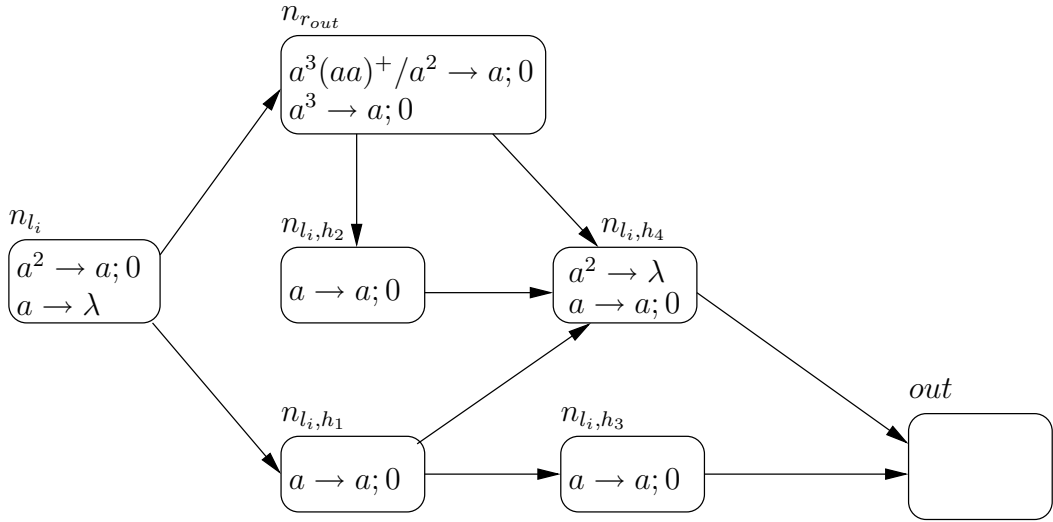 n_{r_{out}}
a^3(aa)^+/a^2 → a;0
a^3 → a;0
n_{l_i}
a^2 → a;0
a → λ
n_{l_i,h_2}
a → a;0
n_{l_i,h_4}
a^2 → λ
a → a;0
n_{l_i,h_1}
a → a;0
n_{l_i,h_3}
a → a;0
out